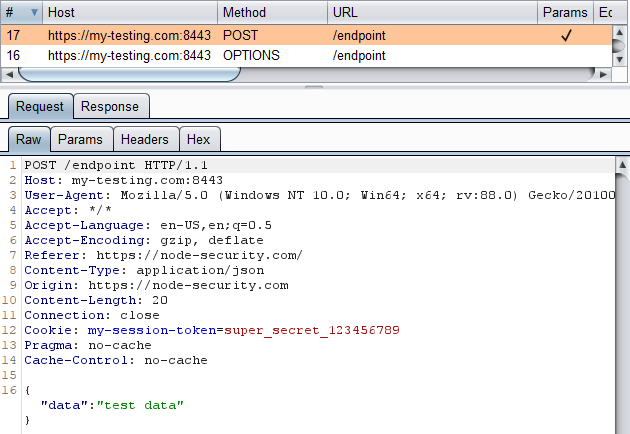 # Host Method URL Params Ec
17 https://my-testing.com:8443 POST /endpoint ✓
16 https://my-testing.com:8443 OPTIONS /endpoint
Request Response
Raw Params Headers Hex
1 POST /endpoint HTTP/1.1
2 Host: my-testing.com:8443
3 User-Agent: Mozilla/5.0 (Windows NT 10.0; Win64; x64; rv:88.0) Gecko/20100
4 Accept: */*
5 Accept-Language: en-US,en;q=0.5
6 Accept-Encoding: gzip, deflate
7 Referer: https://node-security.com/
8 Content-Type: application/json
9 Origin: https://node-security.com
10 Content-Length: 20
11 Connection: close
12 Cookie: my-session-token=super_secret_123456789
13 Pragma: no-cache
14 Cache-Control: no-cache
15
16 {
"data":"test data"
}